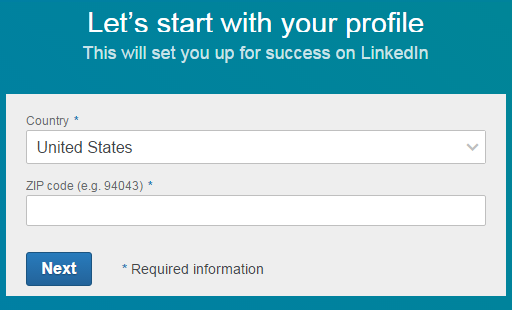 Let's start with your profile
This will set you up for success on LinkedIn
Country *
United States
ZIP code (e.g. 94043) *
Next
* Required information